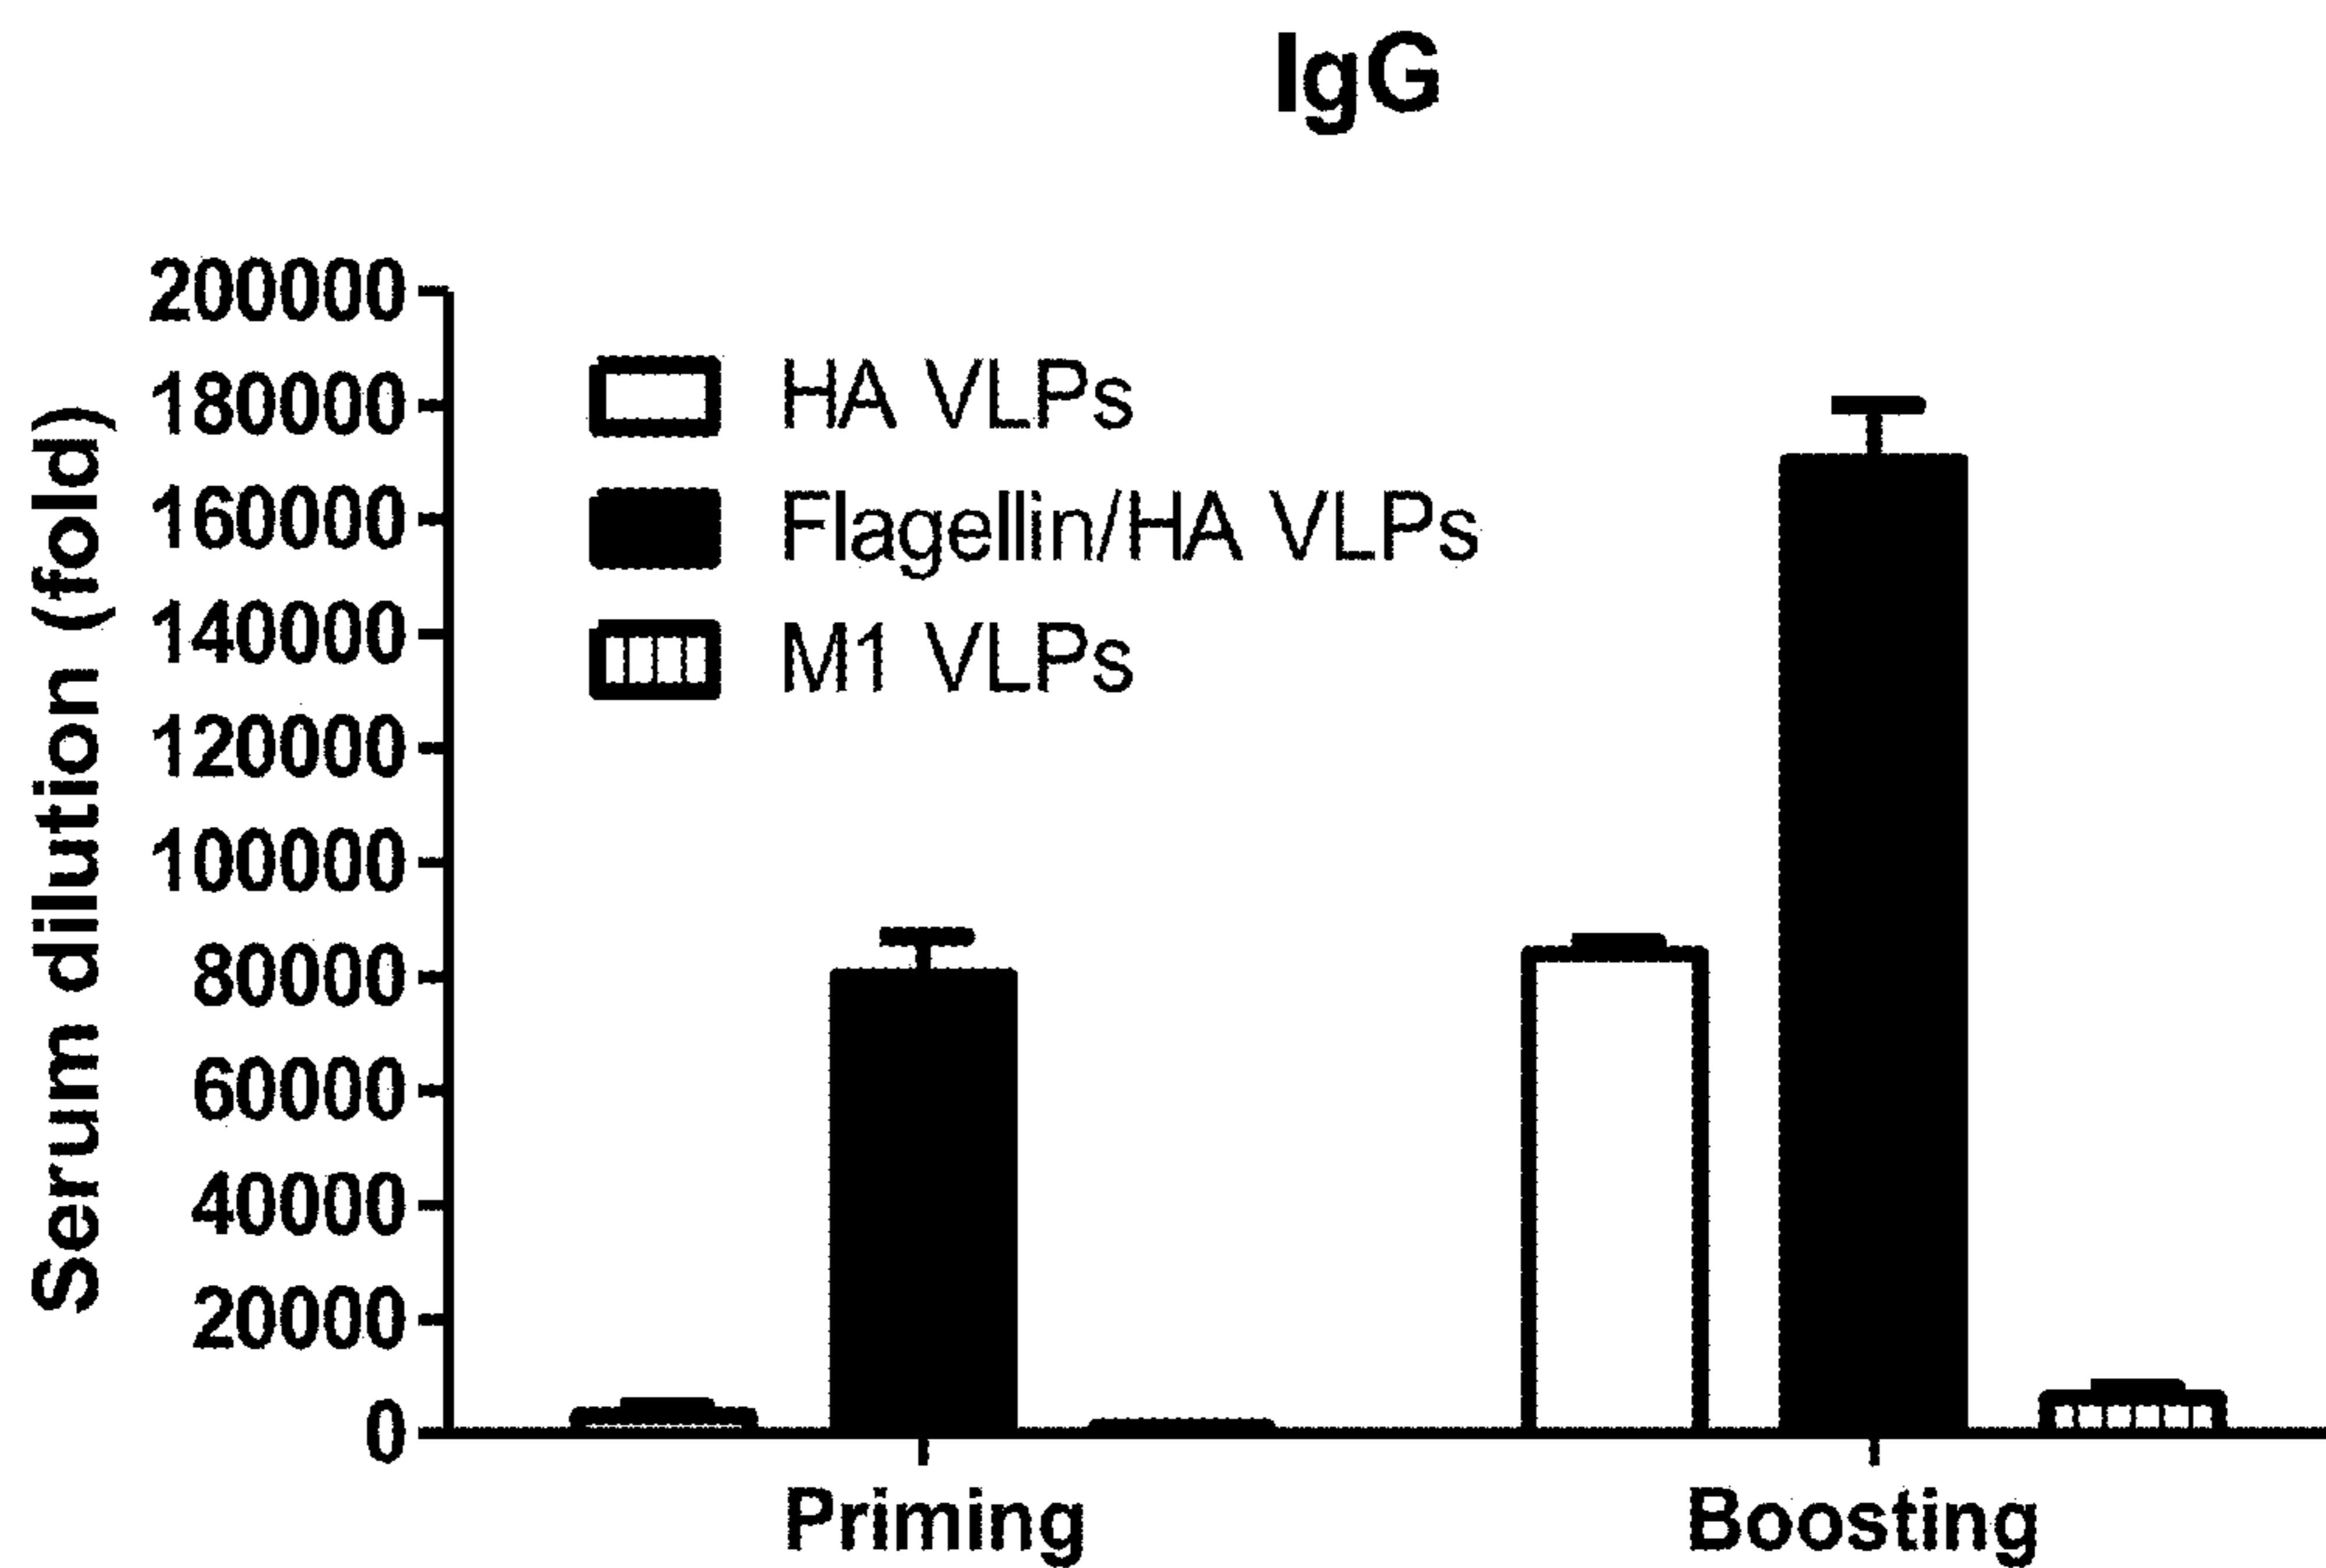 IgG
Serum dilution (fold)
200000
180000
160000
140000
120000
100000
80000
60000
40000
20000
0
HA VLPs
Flagellin/HA VLPs
M1 VLPs
Priming
Boosting